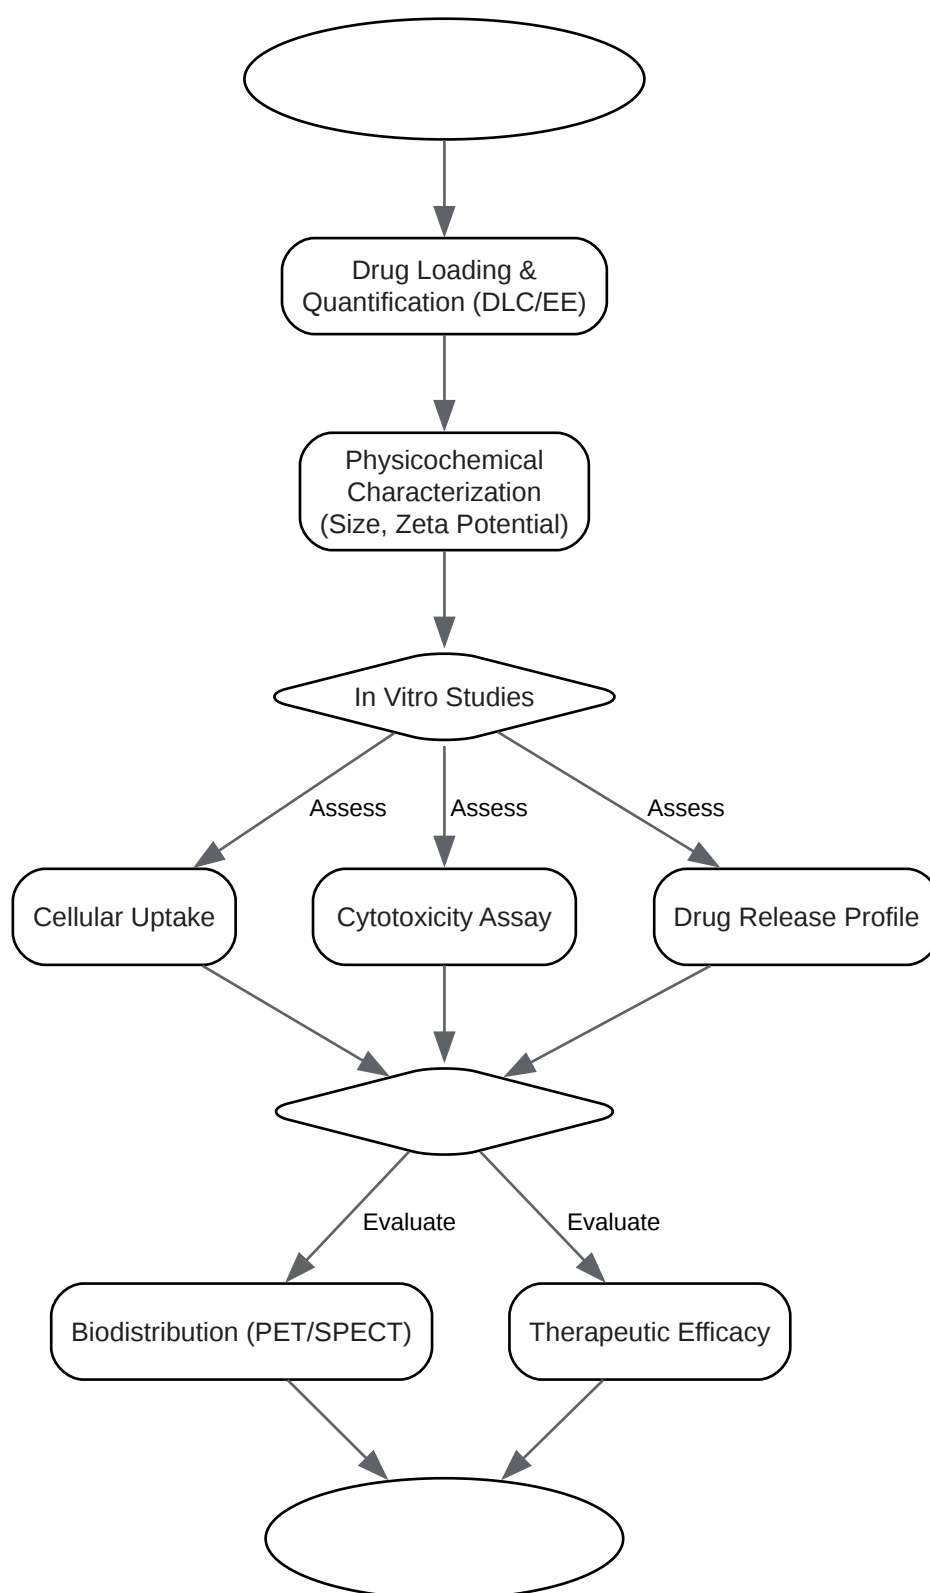 Drug Loading &
Quantification (DLC/EE)
Physicochemical
Characterization
(Size, Zeta Potential)
In Vitro Studies
Assess
Assess
Assess
Cellular Uptake
Cytotoxicity Assay
Drug Release Profile
Evaluate
Evaluate
Biodistribution (PET/SPECT)
Therapeutic Efficacy